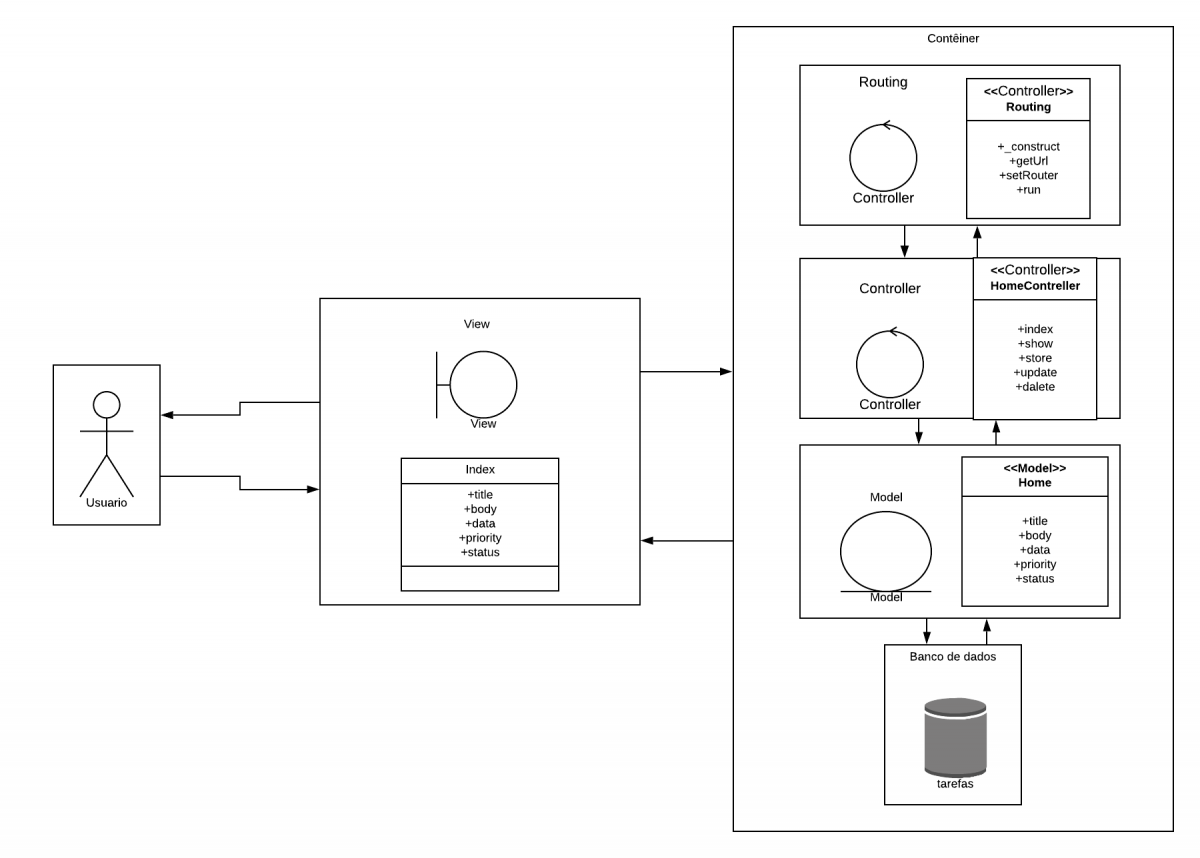 Usuario
View
View
Index
+title
+body
+data
+priority
+status
Contêiner
Routing
Controller
<<Controller>>
Routing
+_construct
+getUrl
+setRouter
+run
Controller
Controller
<<Controller>>
HomeContreller
+index
+show
+store
+update
+dalete
Model
Model
<<Model>>
Home
+title
+body
+data
+priority
+status
Banco de dados
tarefas